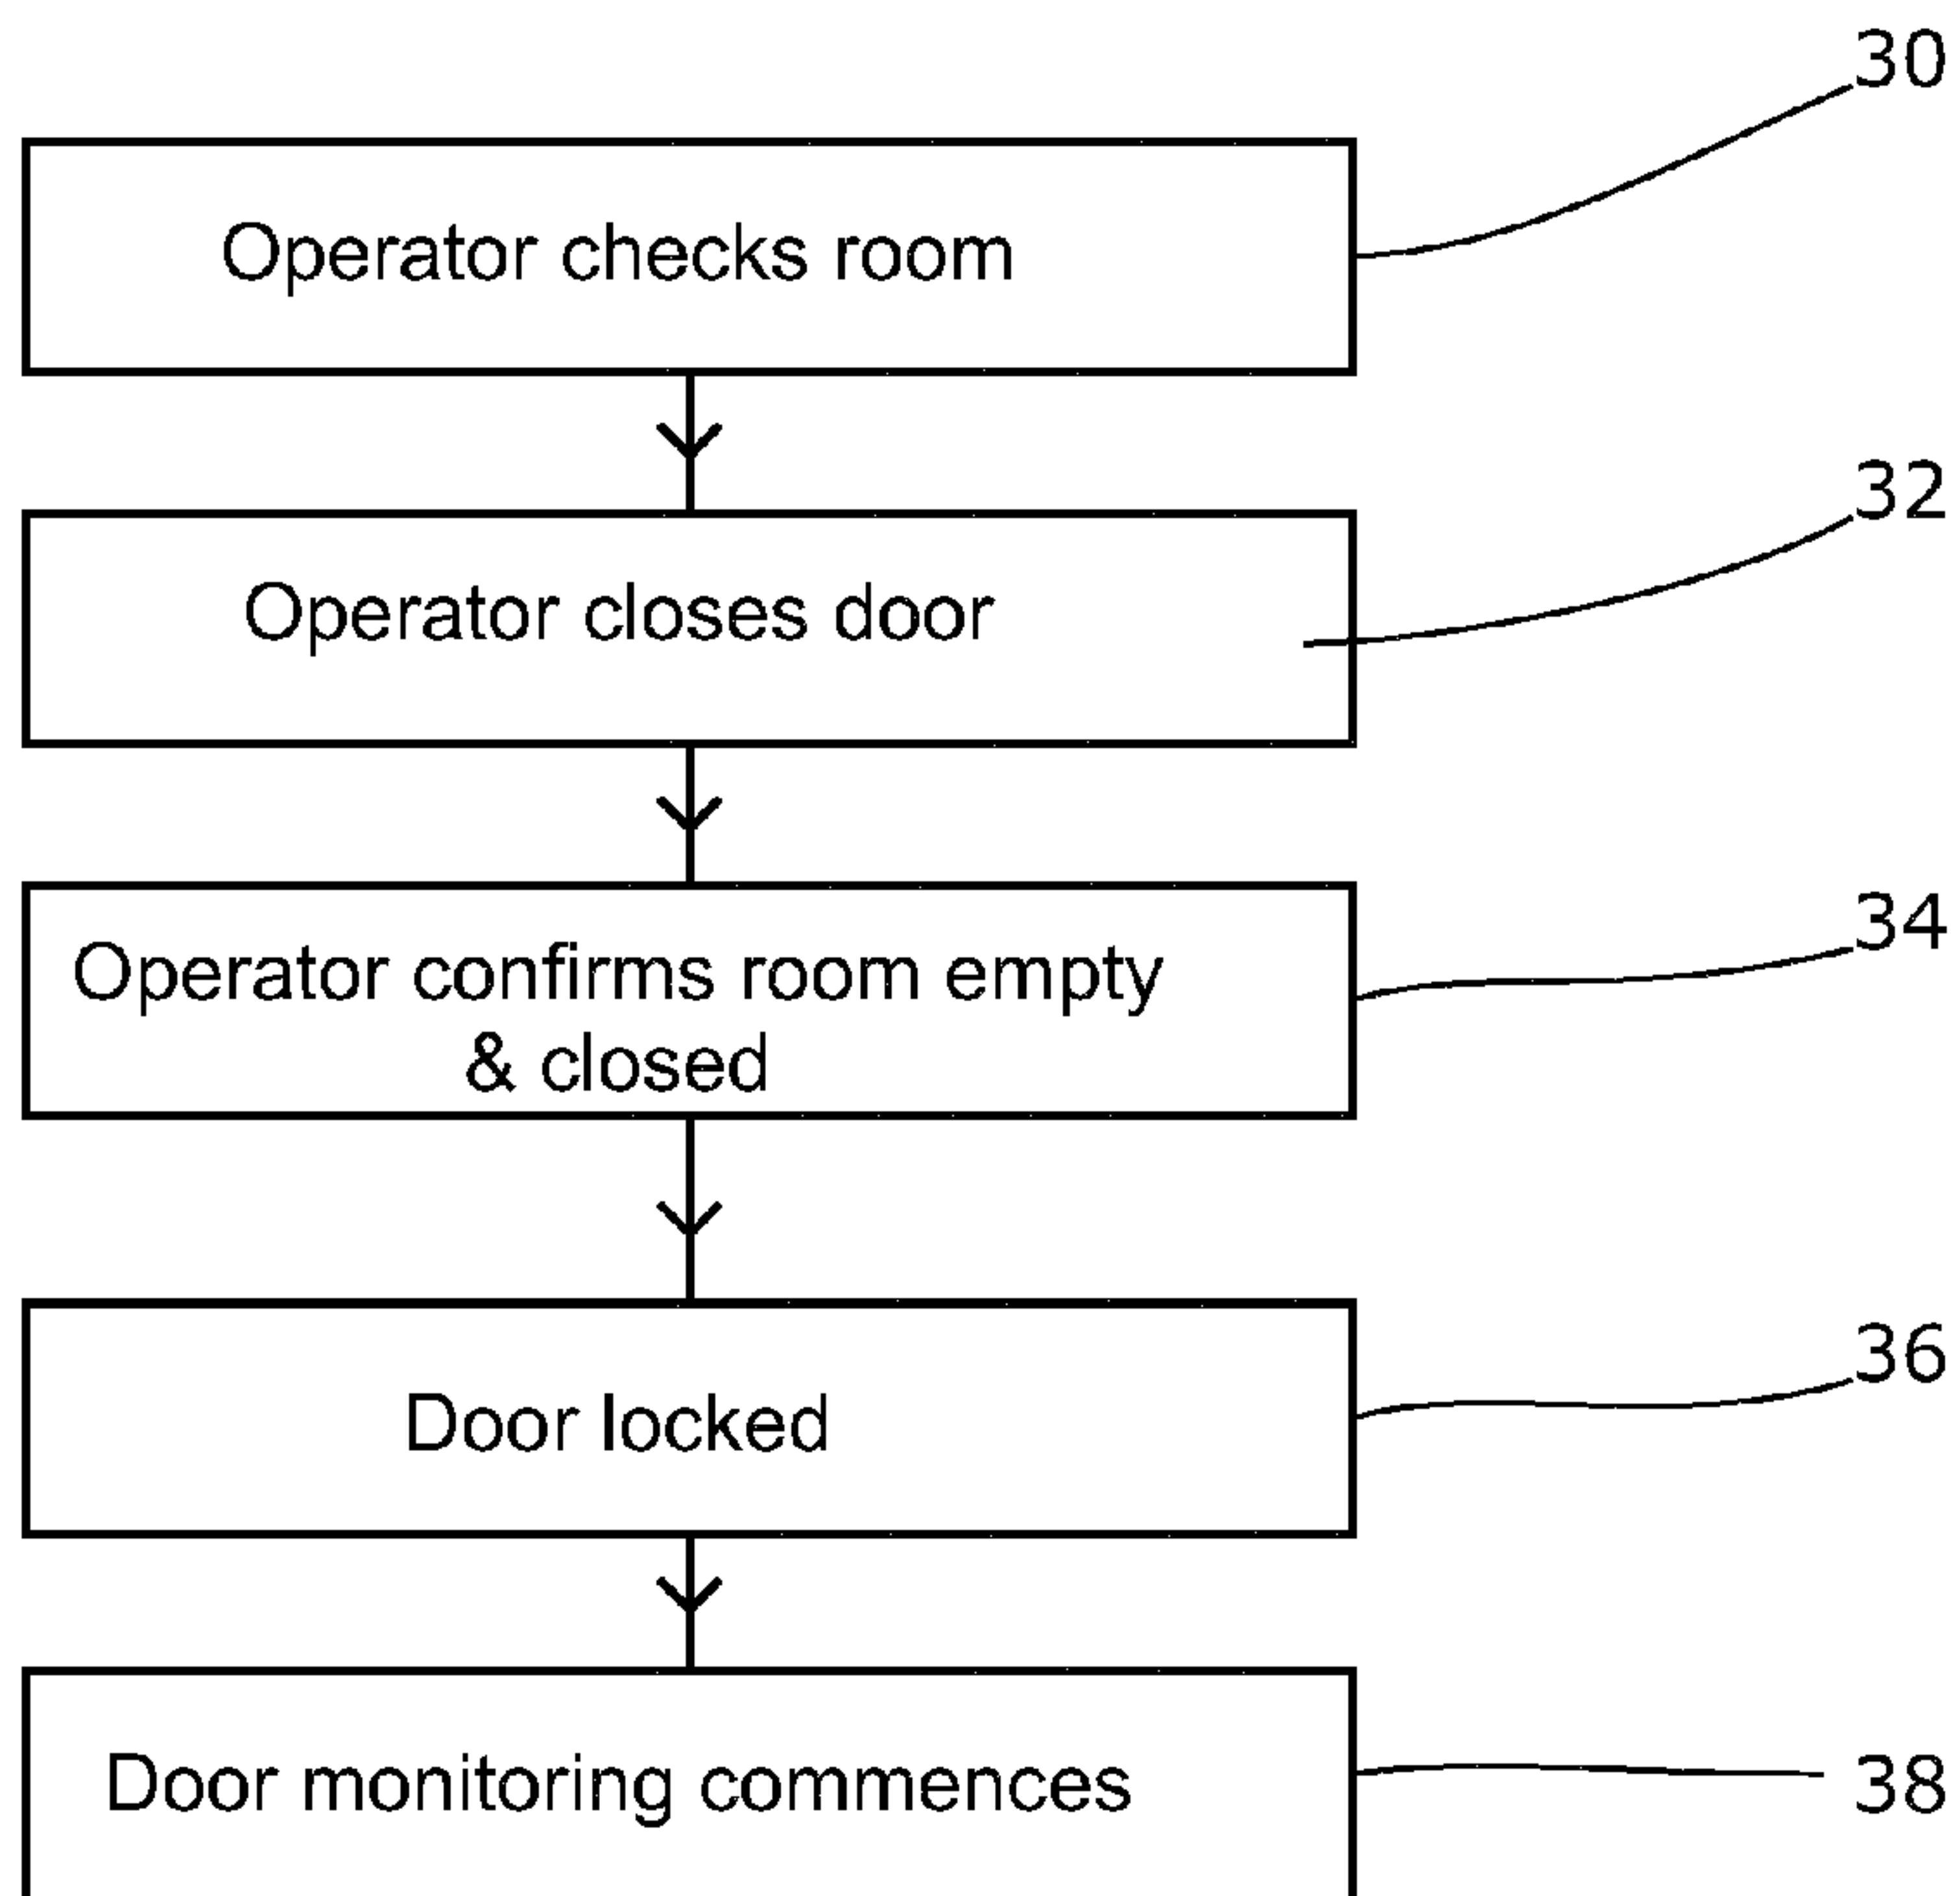 30
Operator checks room
32
Operator closes door
34
Operator confirms room empty
& closed
36
Door locked
38
Door monitoring commences